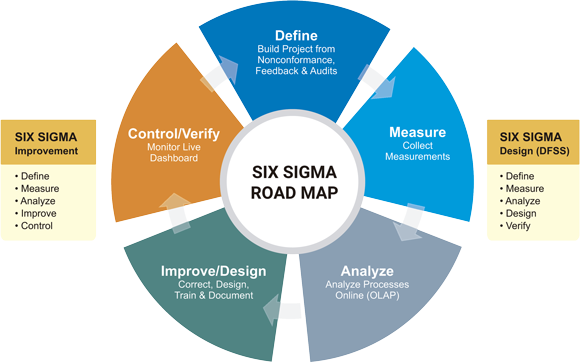 Define
Build Project from
Nonconformance,
Feedback & Audits
Measure
Collect
Measurements
Analyze
Analyze Processes
Online (OLAP)
Improve/Design
Correct, Design,
Train & Document
Control/Verify
Monitor Live
Dashboard
SIX SIGMA
ROAD MAP
SIX SIGMA
Improvement
• Define
• Measure
• Analyze
• Improve
• Control
SIX SIGMA
Design (DFSS)
• Define
• Measure
• Analyze
• Design
• Verify